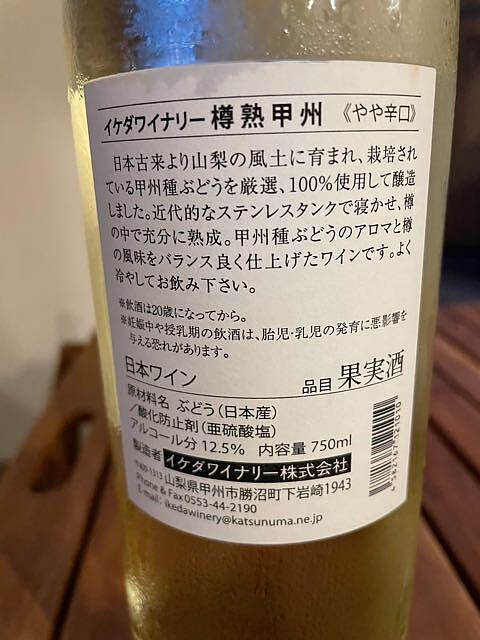 イケダワイナリー 樽熟甲州 《やや辛口》
日本古来より山梨の風土に育まれ、栽培され
ている甲州種ぶどうを厳選、100%使用して醸造
しました。近代的なステンレスタンクで寝かせ、樽
の中で充分に熟成。甲州種ぶどうのアロマと樽
の風味をバランス良く仕上げたワインです。よく
冷やしてお飲み下さい。
※飲酒は20歳になってから。
※妊娠中や授乳期の飲酒は、胎児・乳児の発育に悪影響を
与える恐れがあります。
日本ワイン 品目 果実酒
原材料名 ぶどう(日本産)
/酸化防止剤(亜硫酸塩)
アルコール分 12.5% 内容量 750ml
製造者 イケダワイナリー株式会社
〒409-1313 山梨県甲州市勝沼町下岩崎1943
Phone & Fax 0553-44-2190
E-mail: ikedawinery@katsunuma.ne.jp
4 582167 121010